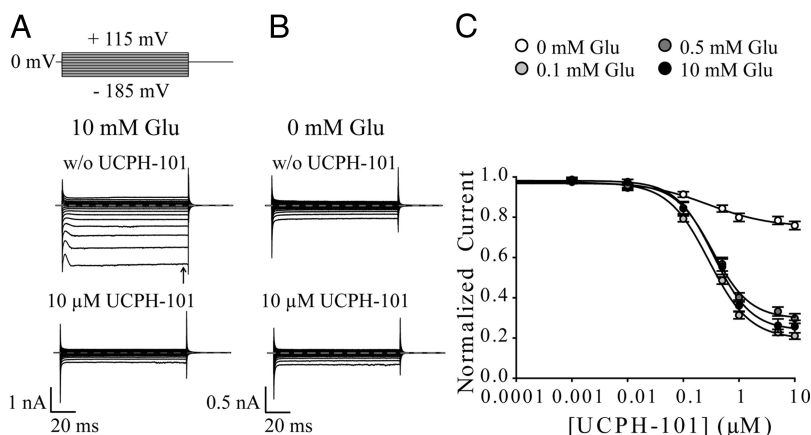 A
B
C
+ 115 mV
0 mV
- 185 mV
10 mM Glu
w/o UCPH-101
10 µM UCPH-101
1 nA
20 ms
0 mM Glu
w/o UCPH-101
10 µM UCPH-101
0.5 nA
20 ms
0 mM Glu
0.1 mM Glu
0.5 mM Glu
10 mM Glu
Normalized Current
1.0
0.8
0.6
0.4
0.2
0.0
0.0001 0.001 0.01 0.1 1 10
[UCPH-101] (µM)